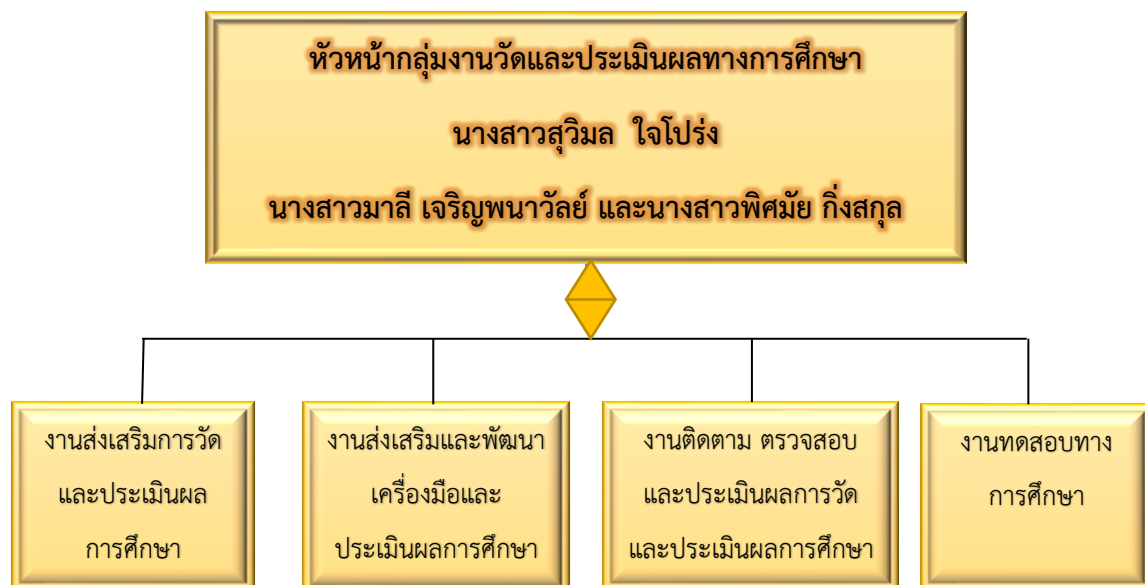 หัวหน้ากลุ่มงานวัดและประเมินผลทางการศึกษา
นางสาวสุวิมล ใจโปร่ง
นางสาวมาลี เจริญพนาวัลย์ และนางสาวพิศมัย กิ่งสกุล
งานส่งเสริมการวัด
และประเมินผล
การศึกษา
งานส่งเสริมและพัฒนา
เครื่องมือและ
ประเมินผลการศึกษา
งานติดตาม ตรวจสอบ
และประเมินผลการวัด
และประเมินผลการศึกษา
งานทดสอบทาง
การศึกษา